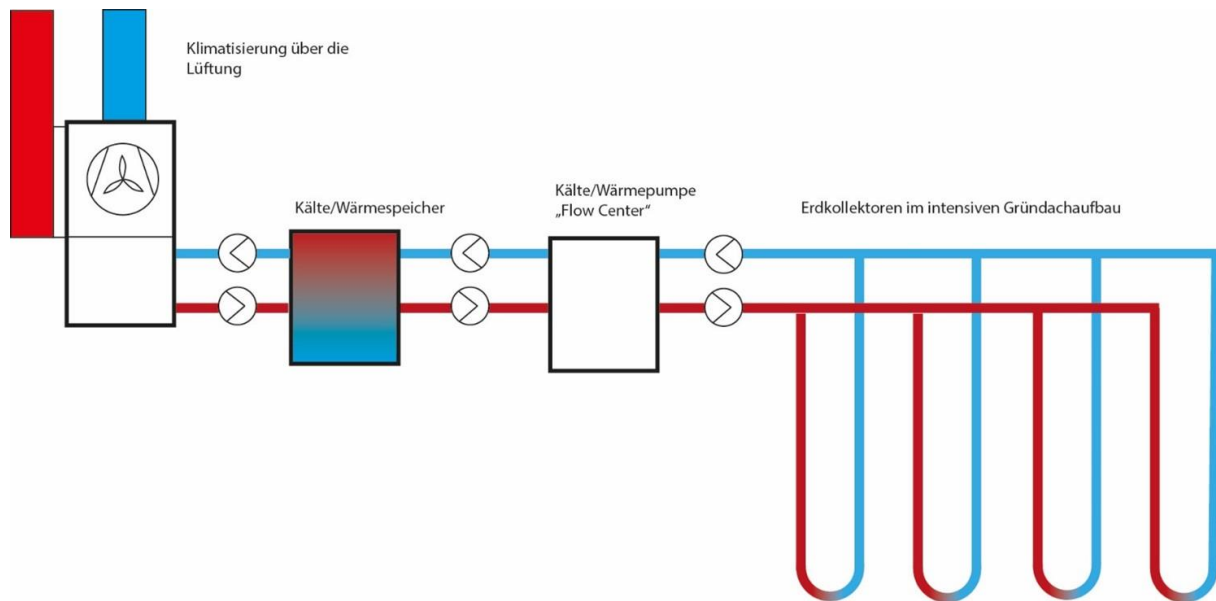 Klimatisierung über die
Lüftung
Kälte/Wärmespeicher
Kälte/Wärmepumpe
„Flow Center“
Erdkollektoren im intensiven Gründachaufbau